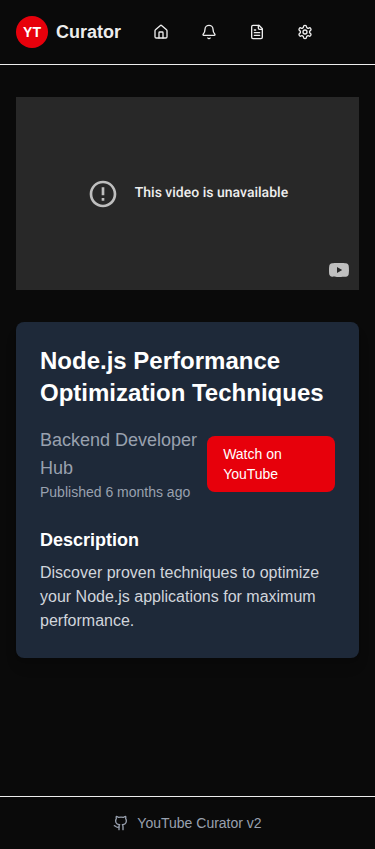 YT Curator
This video is unavailable
Node.js Performance
Optimization Techniques
Backend Developer
Hub
Published 6 months ago
Watch on
YouTube
Description
Discover proven techniques to optimize
your Node.js applications for maximum
performance.
YouTube Curator v2